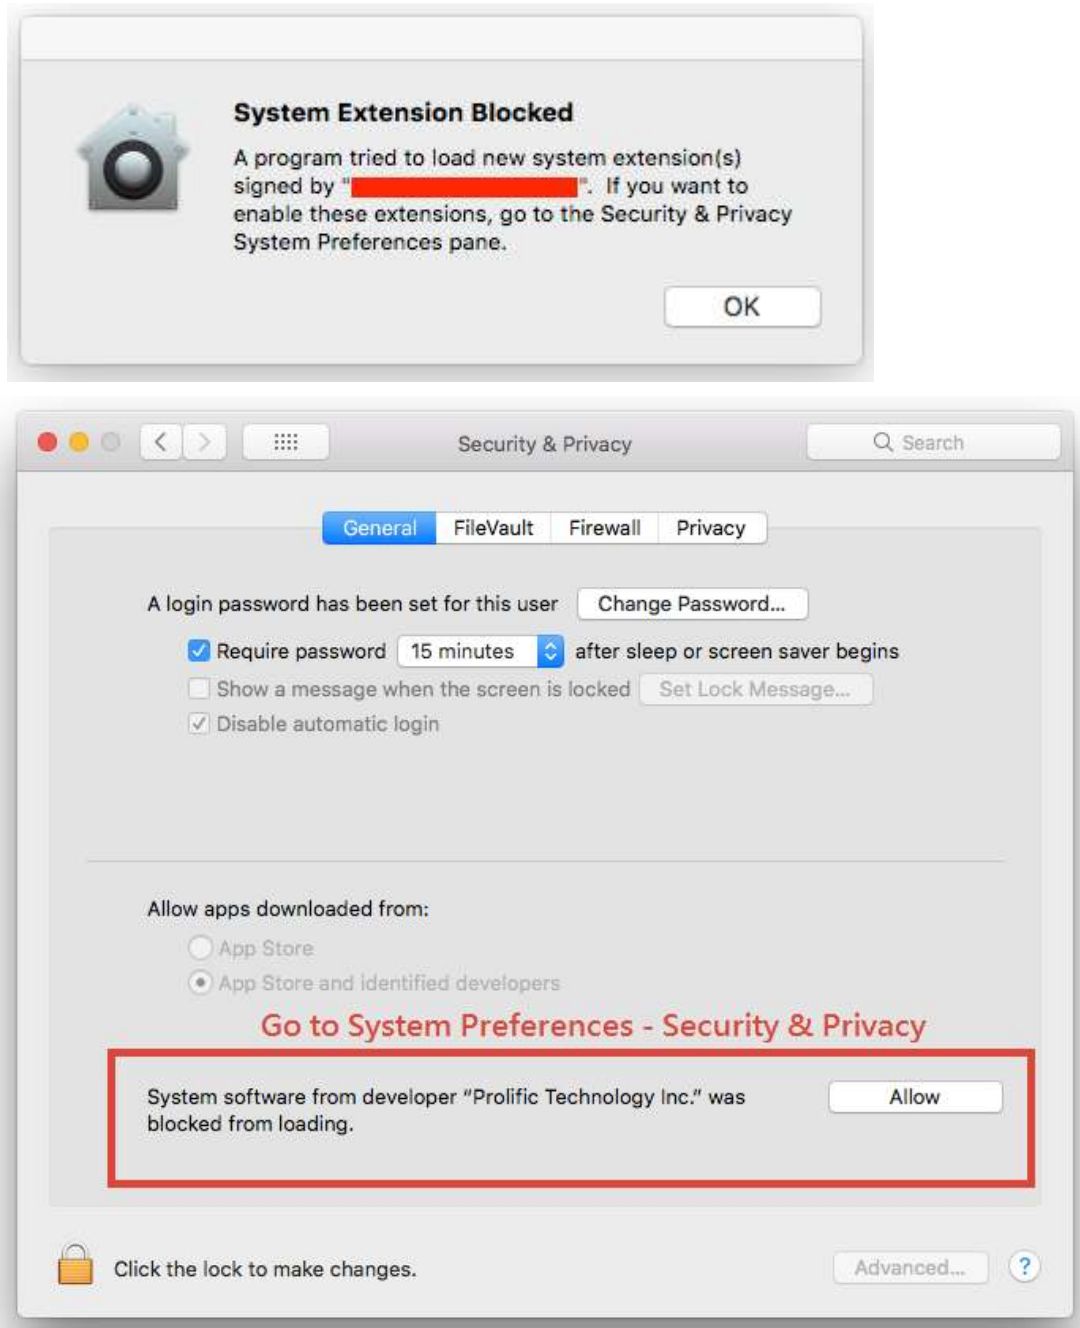 System Extension Blocked
A program tried to load new system extension(s)
signed by "                    ".  If you want to
enable these extensions, go to the Security & Privacy
System Preferences pane.
OK
Security & Privacy
Search
General FileVault Firewall Privacy
A login password has been set for this user Change Password...
Require password 15 minutes after sleep or screen saver begins
Show a message when the screen is locked Set Lock Message...
Disable automatic login
Allow apps downloaded from:
App Store
App Store and identified developers
Go to System Preferences - Security & Privacy
System software from developer “Prolific Technology Inc.” was Allow
blocked from loading.
Click the lock to make changes. Advanced... ?